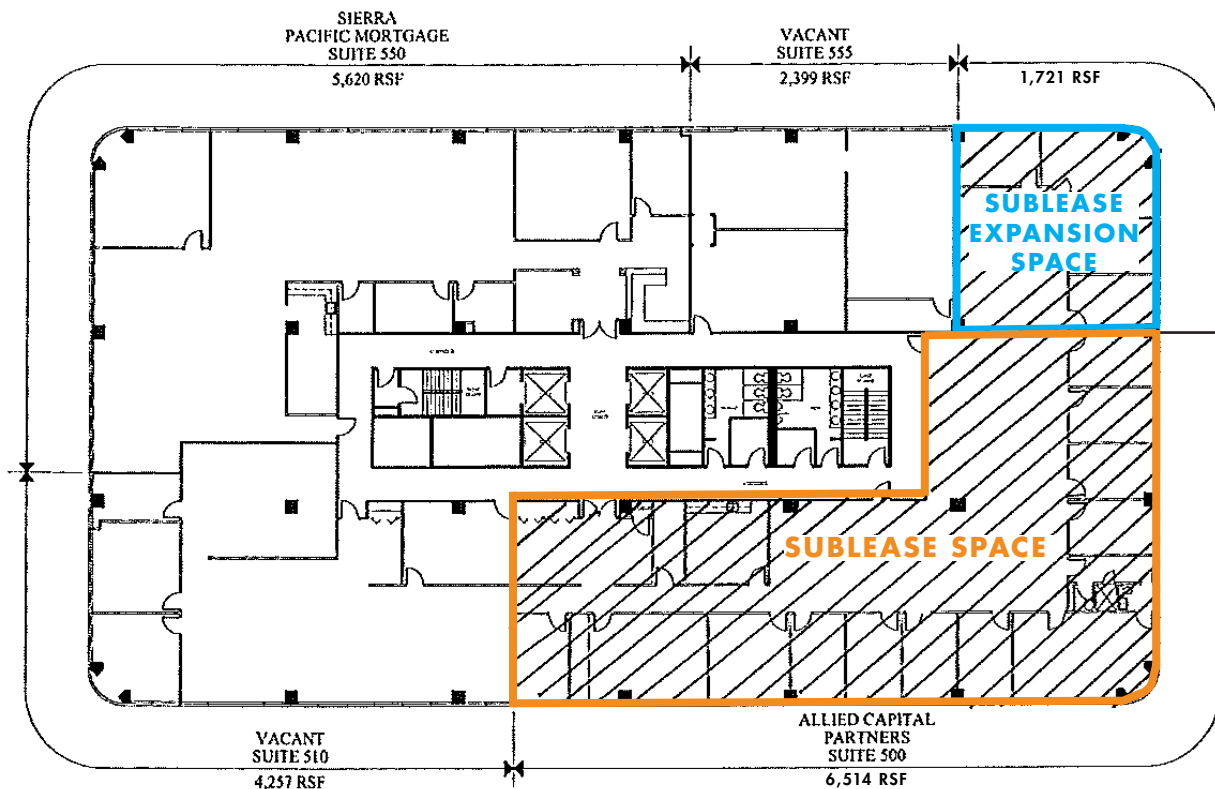 SIERRA
PACIFIC MORTGAGE
SUITE 550
5,620 RSF
VACANT
SUITE 555
2,399 RSF
1,721 RSF
SUBLEASE
EXPANSION
SPACE
SUBLEASE SPACE
VACANT
SUITE 510
4,257 RSF
ALLIED CAPITAL
PARTNERS
SUITE 500
6,514 RSF